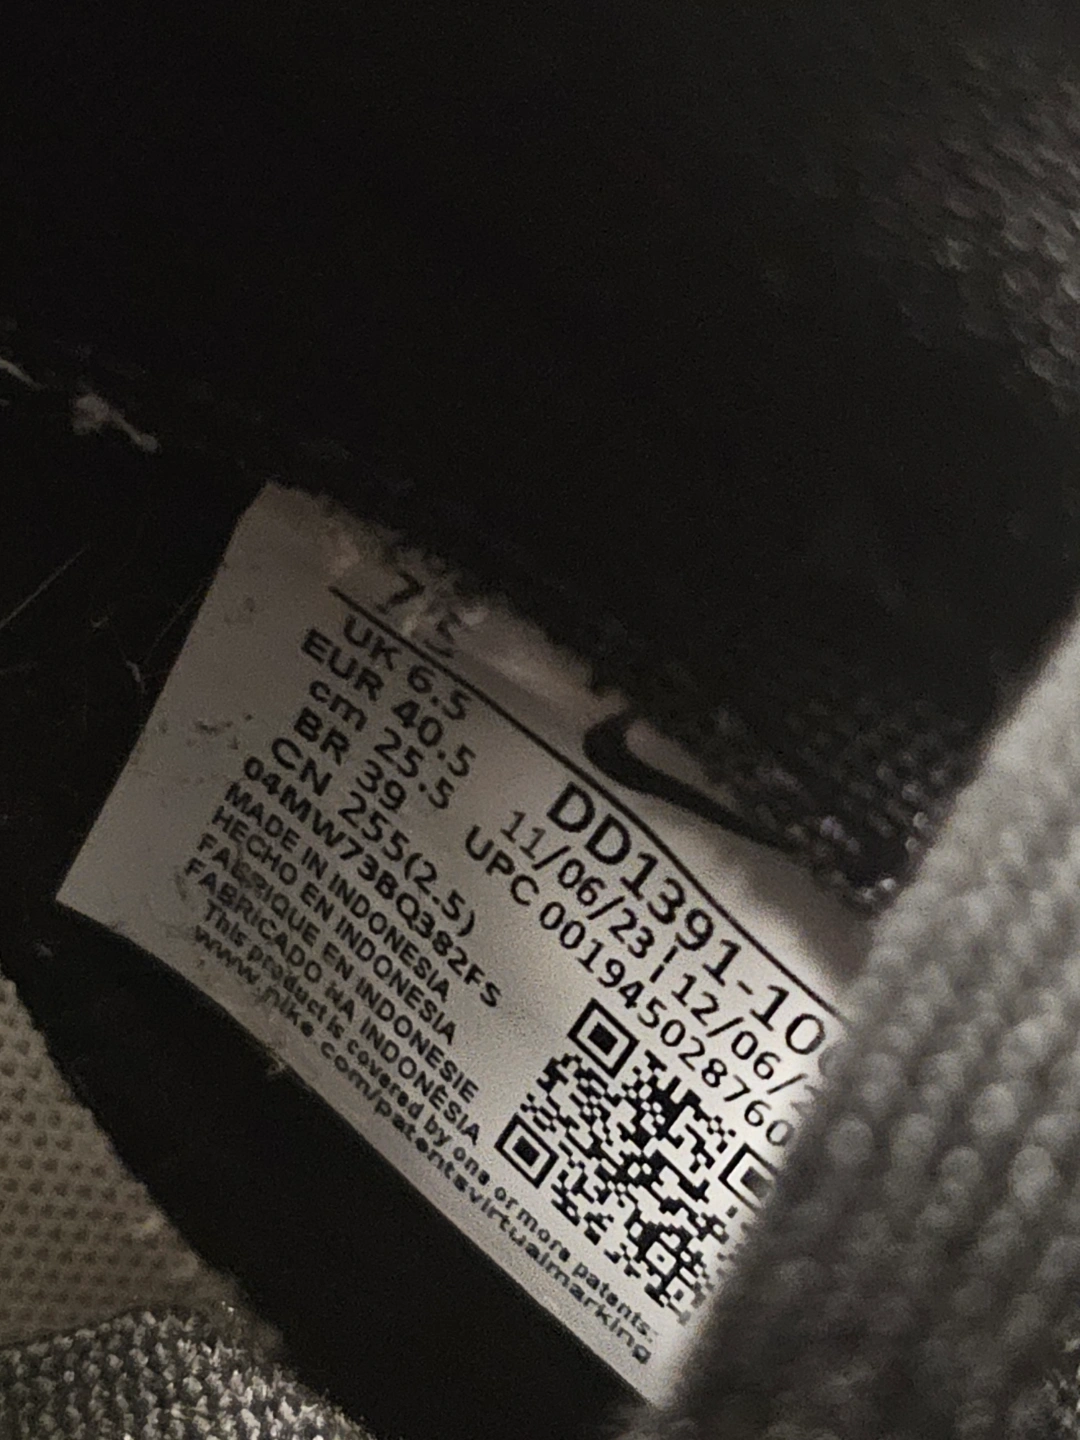 7.5
UK 6.5
EUR 40.5
cm 25.5
BR 39
CN 255(2.5)
04MW73BQ382FS
MADE IN INDONESIA
HECHO EN INDONESIA
FABRIQUE EN INDONESIE
FABRICADO NA INDONÉSIA
This product is covered by one or more patents:
www.nike.com/patentsvirtualmarking
DD1391-10
11/06/23 | 12/06/
UPC 001945028760